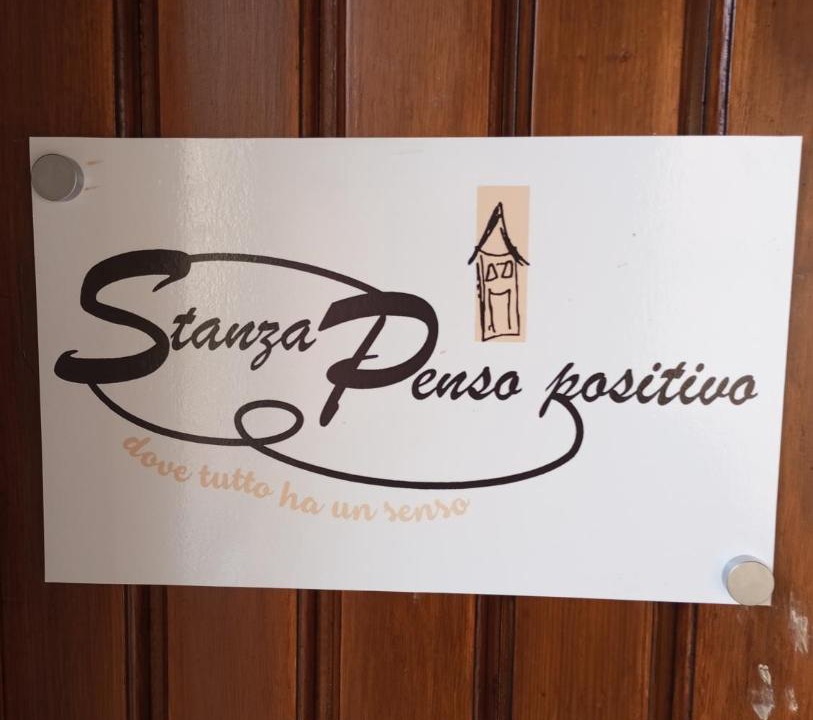 Stanza
Penso positivo
dove tutto ha un senso